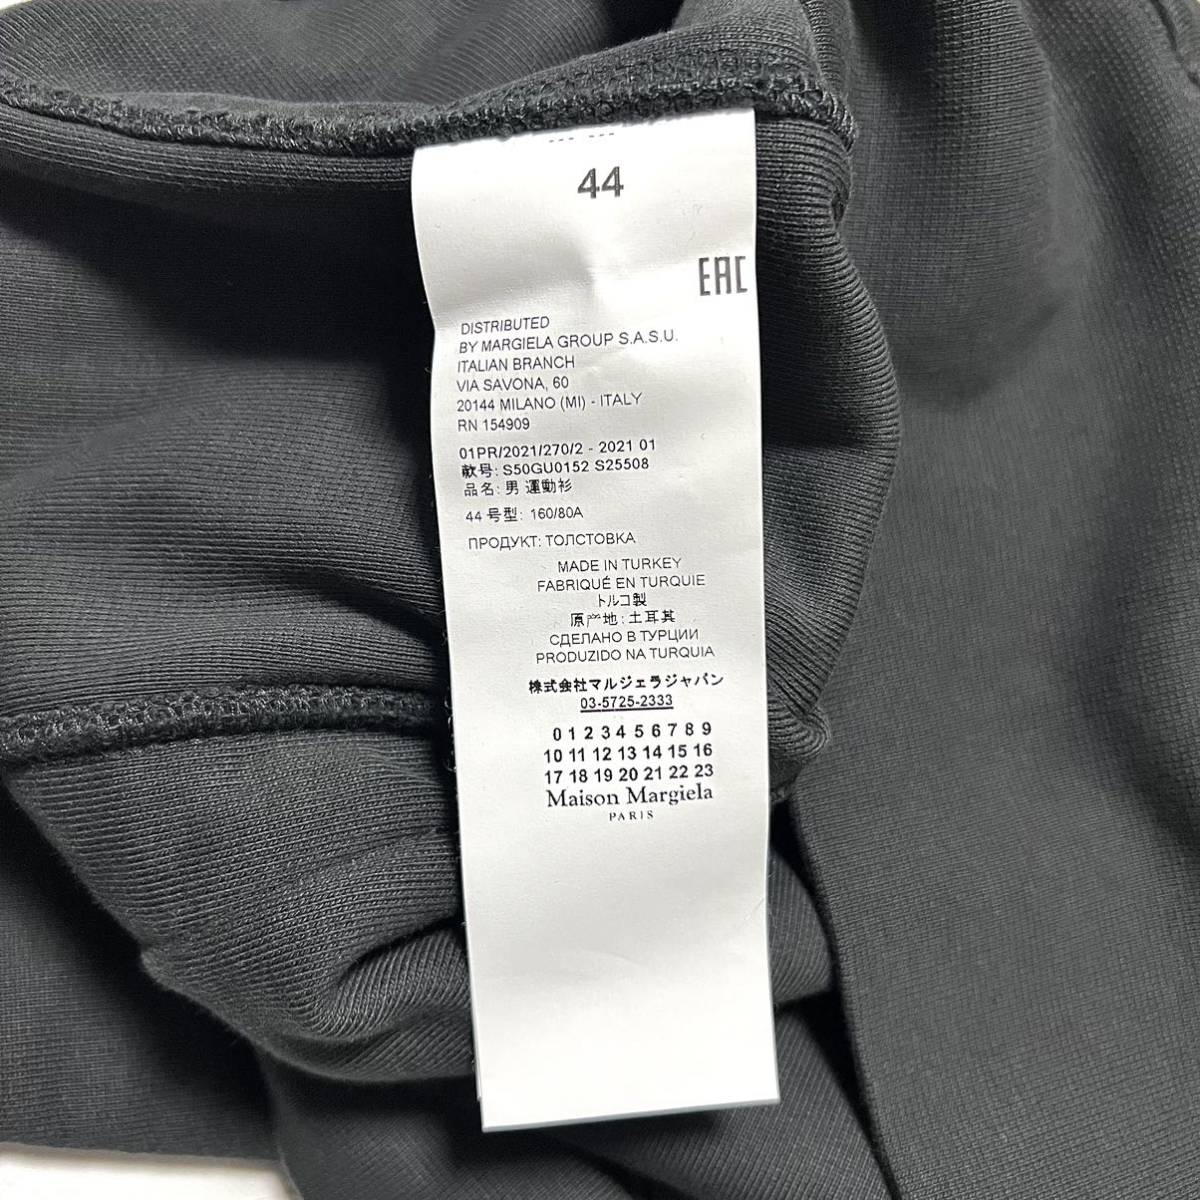 44
EAC
DISTRIBUTED
BY MARGIELA GROUP S.A.S.U.
ITALIAN BRANCH
VIA SAVONA, 60
20144 MILANO (MI) - ITALY
RN 154909
01PR/2021/270/2 - 2021 01
款号: S50GU0152 S25508
品名: 男 運動衫
44 号型: 160/80A
ПРОДУКТ: ТОЛСТОВКА
MADE IN TURKEY
FABRIQUÉ EN TURQUIE
トルコ製
原产地: 土耳其
СДЕЛАНО В ТУРЦИИ
PRODUZIDO NA TURQUIA
株式会社マルジェラジャパン
03-5725-2333
0 1 2 3 4 5 6 7 8 9
10 11 12 13 14 15 16
17 18 19 20 21 22 23
Maison Margiela
PARIS